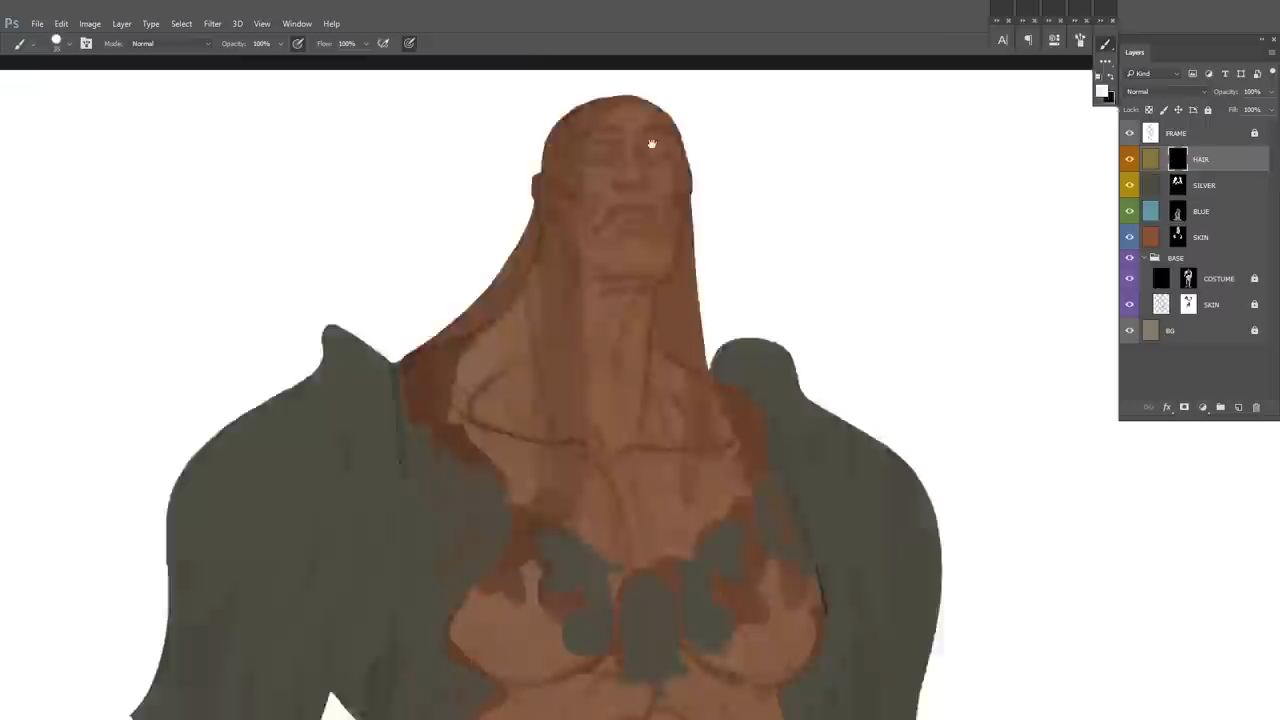 Ps File Edit Image Layer Type Select Filter 3D View Window Help
Mode: Normal Opacity: 100% Flow: 100%
Layers
Kind
Normal Opacity: 100%
Lock: Fill: 100%
FRAME
HAIR
SILVER
BLUE
SKIN
BASE
COSTUME
SKIN
BG